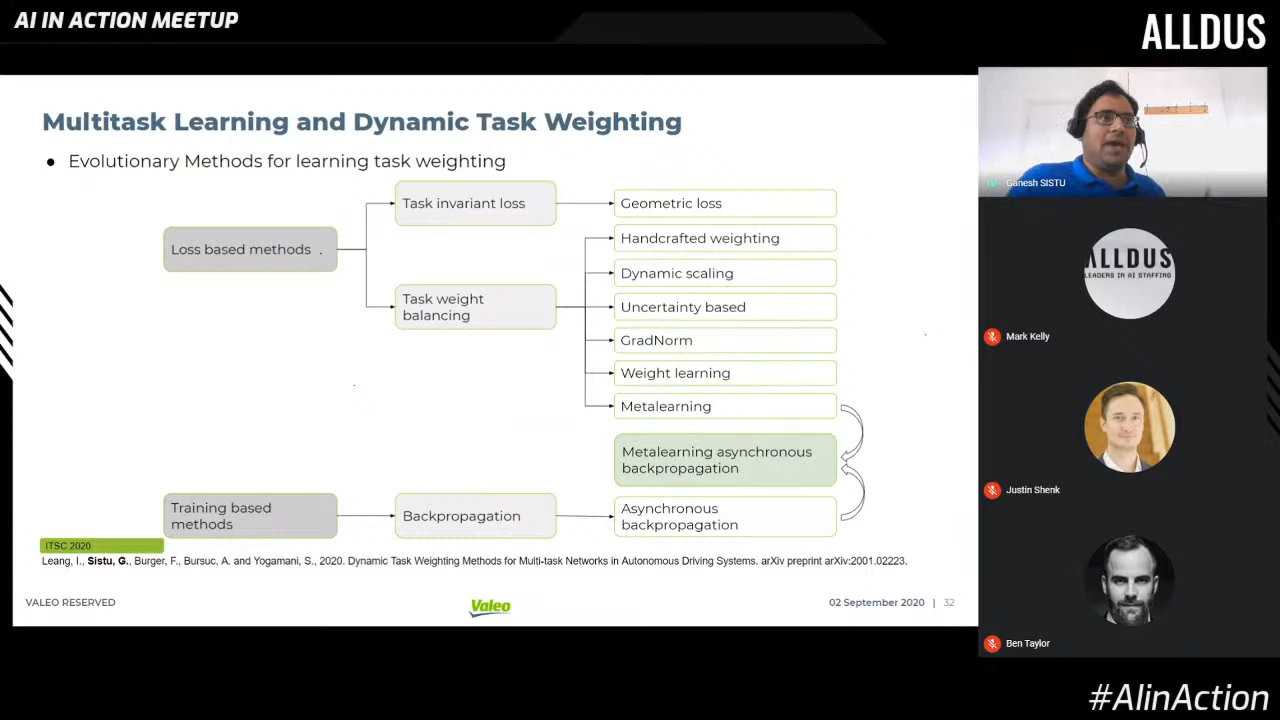 AI IN ACTION MEETUP
ALLDUS
Multitask Learning and Dynamic Task Weighting
● Evolutionary Methods for learning task weighting
Loss based methods .
Task invariant loss
Geometric loss
Task weight
balancing
Handcrafted weighting
Dynamic scaling
Uncertainty based
GradNorm
Weight learning
Metalearning
Metalearning asynchronous
backpropagation
Training based
methods
Backpropagation
Asynchronous
backpropagation
ITSC 2020
Leang, I., Sistu, G., Burger, F., Bursuc, A. and Yogamani, S., 2020. Dynamic Task Weighting Methods for Multi-task Networks in Autonomous Driving Systems. arXiv preprint arXiv:2001.02223.
VALEO RESERVED
Valeo
02 September 2020 | 32
Ganesh SISTU
ALLDUS
LEADERS IN AI STAFFING
Mark Kelly
Justin Shenk
Ben Taylor
#AIinAction